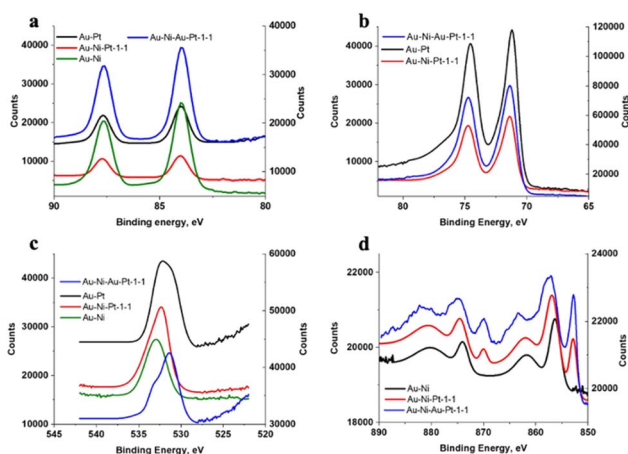 a
Au-Pt
Au-Ni-Au-Pt-1-1
Au-Ni-Pt-1-1
Au-Ni
40000
30000
20000
10000
Counts
40000
30000
20000
10000
Counts
90 85 80
Binding energy, eV
b
Au-Ni-Au-Pt-1-1
Au-Pt
Au-Ni-Pt-1-1
40000
30000
20000
10000
Counts
120000
100000
80000
60000
40000
20000
Counts
80 75 70 65
Binding Energy, eV
c
Au-Ni-Au-Pt-1-1
Au-Pt
Au-Ni-Pt-1-1
Au-Ni
40000
30000
20000
10000
Counts
60000
50000
40000
30000
Counts
545 540 530 520
Binding Energy, eV
d
Au-Ni
Au-Ni-Pt-1-1
Au-Ni-Au-Pt-1-1
22000
20000
18000
Counts
24000
22000
20000
Counts
890 880 870 860 850
Binding Energy, eV